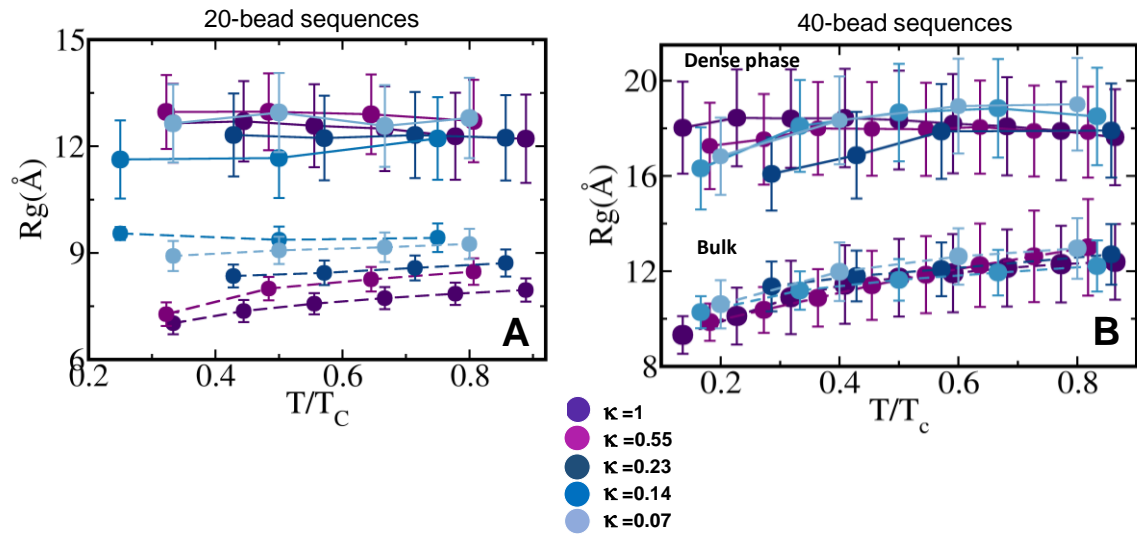 20-bead sequences
40-bead sequences
15
12
9
6
Rg(Å)
0.2
0.4
0.6
0.8
T/T_C
A
20
16
12
8
Rg(Å)
Dense phase
Bulk
0.2
0.4
0.6
0.8
T/T_c
B
κ =1
κ =0.55
κ =0.23
κ =0.14
κ =0.07